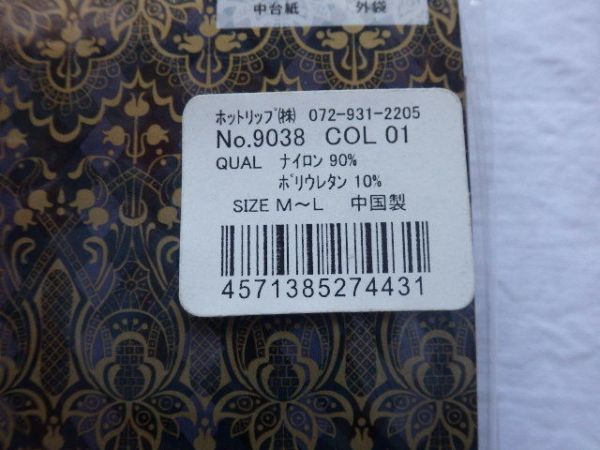 中台紙 外袋
ホットリップ㈱ 072-931-2205
No.9038 COL 01
QUAL ナイロン 90%
ポリウレタン 10%
SIZE M～L 中国製
4571385274431